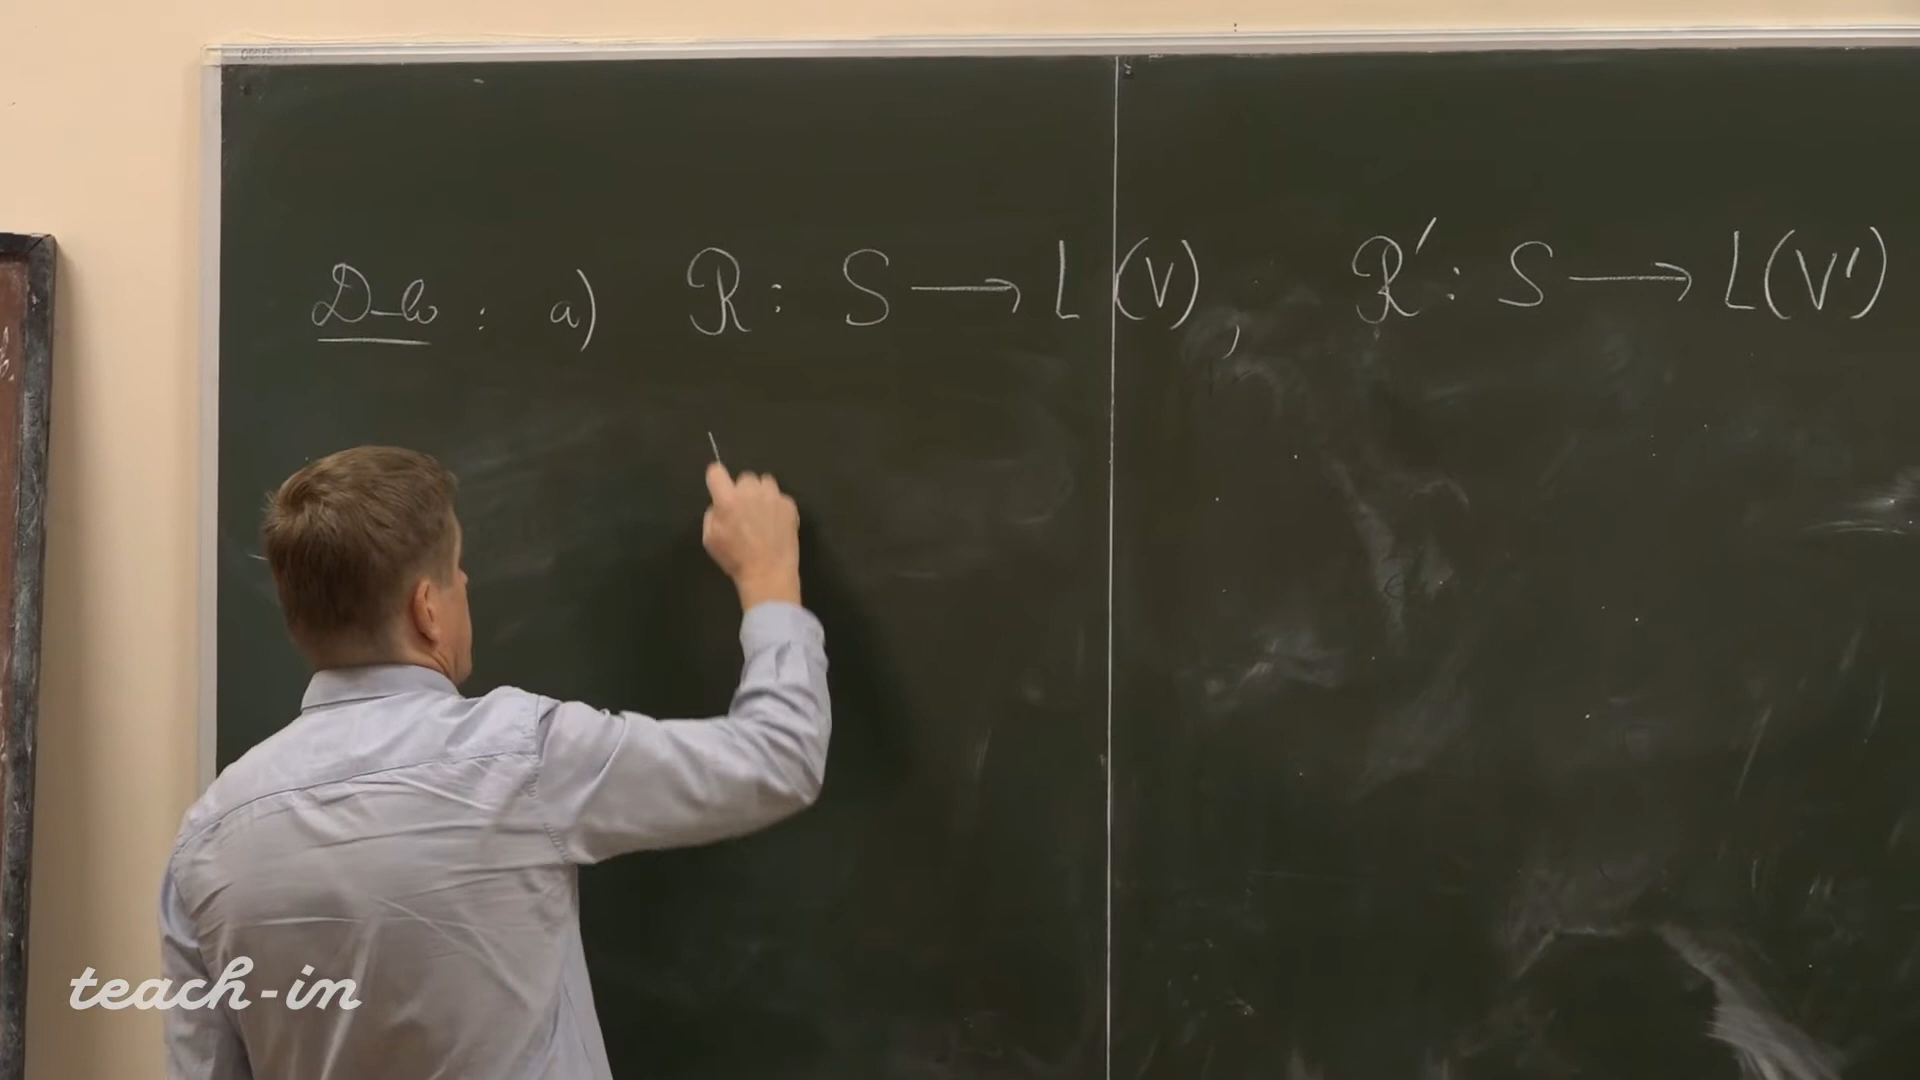 Д-во: а) R: S ⟶ L(V), R′: S ⟶ L(V′)
teach-in